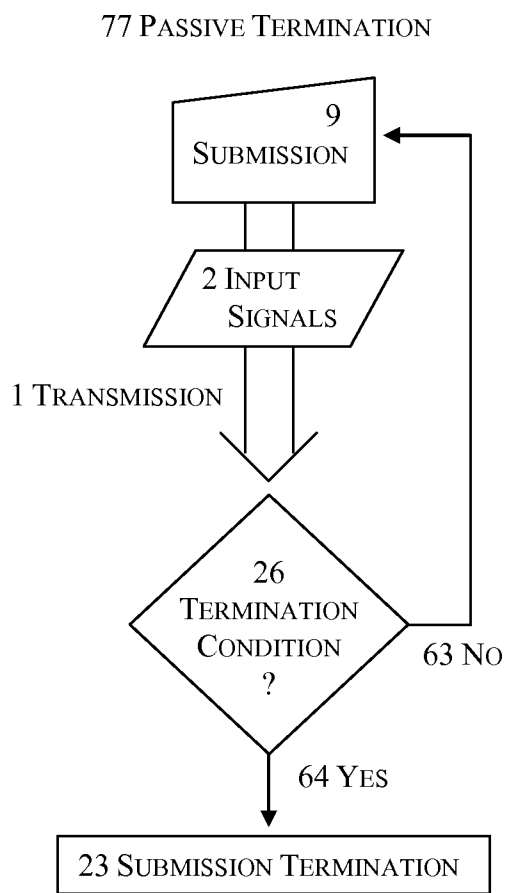 77 PASSIVE TERMINATION
9
SUBMISSION
2 INPUT
SIGNALS
1 TRANSMISSION
26
TERMINATION
CONDITION
?
63 NO
64 YES
23 SUBMISSION TERMINATION